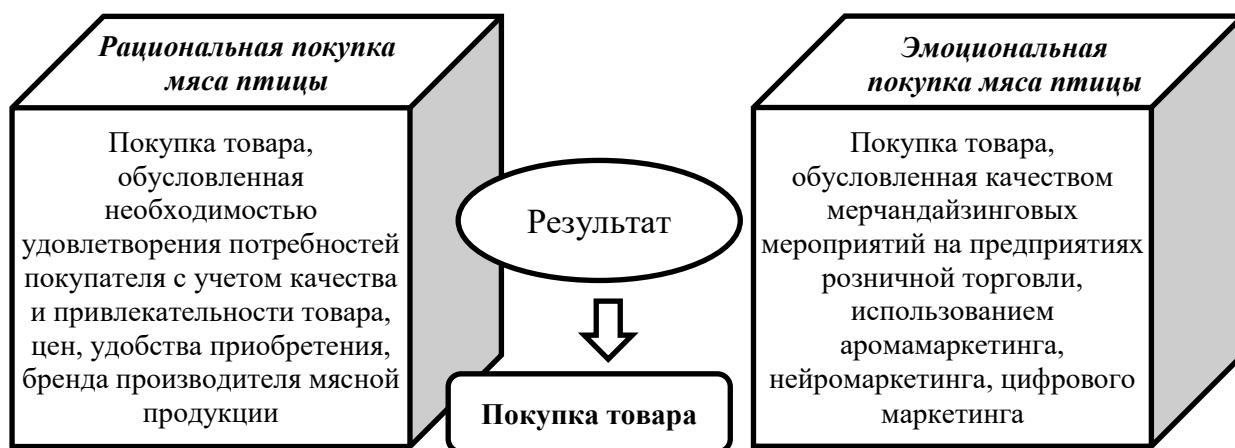 Рациональная покупка
мяса птицы
Покупка товара,
обусловленная
необходимостью
удовлетворения потребностей
покупателя с учетом качества
и привлекательности товара,
цен, удобства приобретения,
бренда производителя мясной
продукции
Результат
Покупка товара
Эмоциональная
покупка мяса птицы
Покупка товара,
обусловленная качеством
мерчандайзинговых
мероприятий на предприятиях
розничной торговли,
использованием
аромамаркетинга,
нейромаркетинга, цифрового
маркетинга